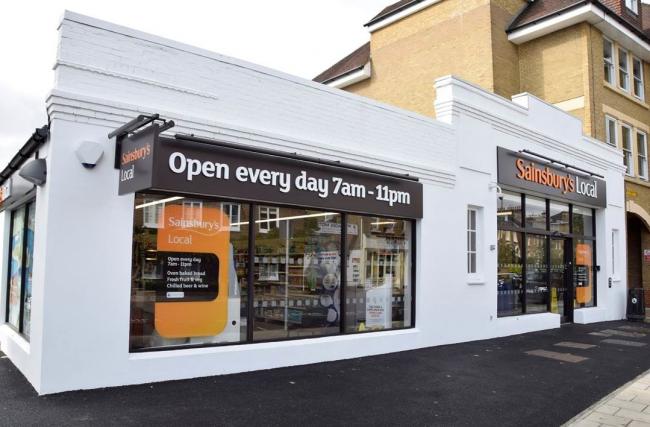 Sainsbury's
Local
Open every day 7am - 11pm
Sainsbury's Local
Sainsbury's
Local
Open every day
7am - 11pm
Oven baked bread
Fresh fruit & veg
Chilled beer & wine